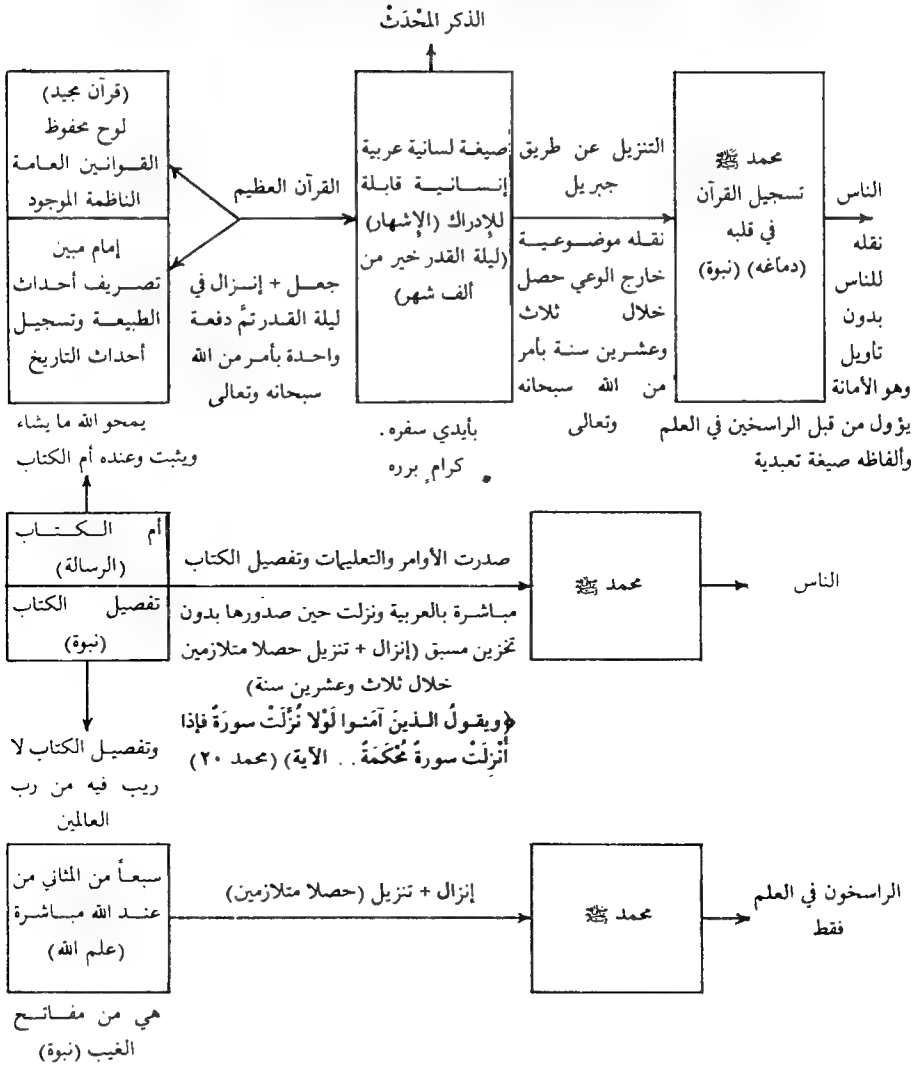 الذكر المُحْدَثْ
(قرآن مجيد)
لوح محفوظ
القوانين العامة
الناظمة الموجود
إمام مبين
تصريف أحداث
الطبيعة وتسجيل
أحداث التاريخ
يمحو الله ما يشاء
ويثبت وعنده أم الكتاب
القرآن العظيم
جعل + إنزال في
ليلة القدر تمَّ دفعة
واحدة بأمر من الله
سبحانه وتعالى
صيغة لسانية عربية
إنسانية قابلة
للإدراك (الإشهار)
(ليلة القدر خير من
ألف شهر)
بأيدي سفره .
كرام برره
التنزيل عن طريق
جبريل
نقله موضوعية
خارج الوعي حصل
خلال ثلاث
وعشرين سنة بأمر
من الله سبحانه
وتعالى
محمد ﷺ
تسجيل القرآن
في قلبه
(دماغه) (نبوة)
الناس
نقله
للناس
بدون
تأويل
وهو الأمانة
يؤول من قبل الراسخين في العلم
وألفاظه صيغة تعبدية
أم الكتاب
(الرسالة)
تفصيل الكتاب
(نبوة)
صدرت الأوامر والتعليمات وتفصيل الكتاب
مباشرة بالعربية ونزلت حين صدورها بدون
تخزين مسبق (إنزال + تنزيل حصلا متلازمين
خلال ثلاث وعشرين سنة)
﴿ويقولُ الذينَ آمَنوا لَوْلا نُزِّلَتْ سورَةٌ فإذا
أُنْزِلَتْ سورةٌ مُحْكَمَةٌ . . الآية) (محمد ٢٠)
محمد ﷺ
الناس
وتفصيل الكتاب لا
ريب فيه من رب
العالمين
سبعاً من المثاني من
عند الله مباشرة
(علم الله)
هي من مفاتح
الغيب (نبوة)
إنزال + تنزيل (حصلا متلازمين)
محمد ﷺ
الراسخون في العلم
فقط